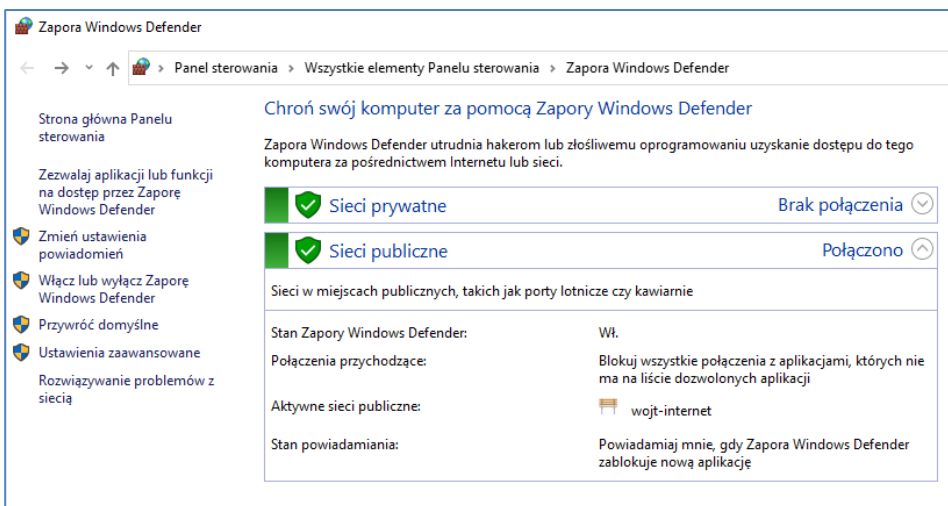 Zapora Windows Defender
Panel sterowania > Wszystkie elementy Panelu sterowania > Zapora Windows Defender
Strona główna Panelu
sterowania
Zezwalaj aplikacji lub funkcji
na dostęp przez Zaporę
Windows Defender
Zmień ustawienia
powiadomień
Włącz lub wyłącz Zaporę
Windows Defender
Przywróć domyślne
Ustawienia zaawansowane
Rozwiązywanie problemów z
siecią
Chroń swój komputer za pomocą Zapory Windows Defender
Zapora Windows Defender utrudnia hakerom lub złośliwemu oprogramowaniu uzyskanie dostępu do tego
komputera za pośrednictwem Internetu lub sieci.
Sieci prywatne Brak połączenia
Sieci publiczne Połączono
Sieci w miejscach publicznych, takich jak porty lotnicze czy kawiarnie
Stan Zapory Windows Defender: Wł.
Połączenia przychodzące: Blokuj wszystkie połączenia z aplikacjami, których nie
ma na liście dozwolonych aplikacji
Aktywne sieci publiczne: wojt-internet
Stan powiadamiania: Powiadamiaj mnie, gdy Zapora Windows Defender
zablokuje nową aplikację